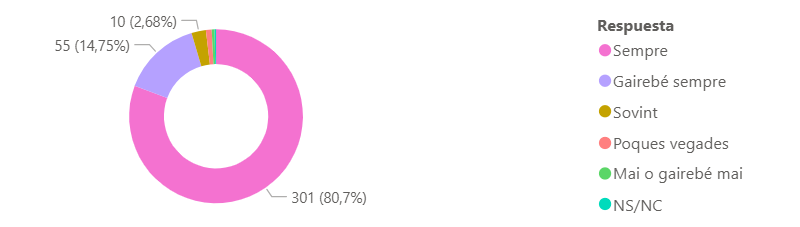 10 (2,68%)
55 (14,75%)
301 (80,7%)
Respuesta
Sempre
Gairebé sempre
Sovint
Poques vegades
Mai o gairebé mai
NS/NC